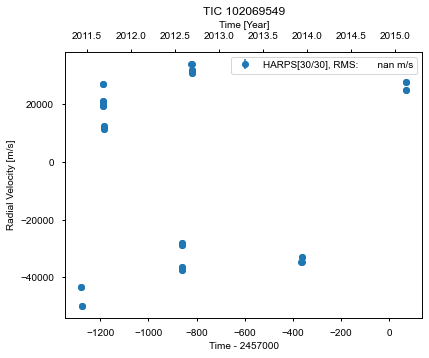 TIC 102069549
Time [Year]
2011.5 2012.0 2012.5 2013.0 2013.5 2014.0 2014.5 2015.0
HARPS[30/30], RMS: nan m/s
Radial Velocity [m/s]
20000
0
−20000
−40000
−1200 −1000 −800 −600 −400 −200 0
Time - 2457000